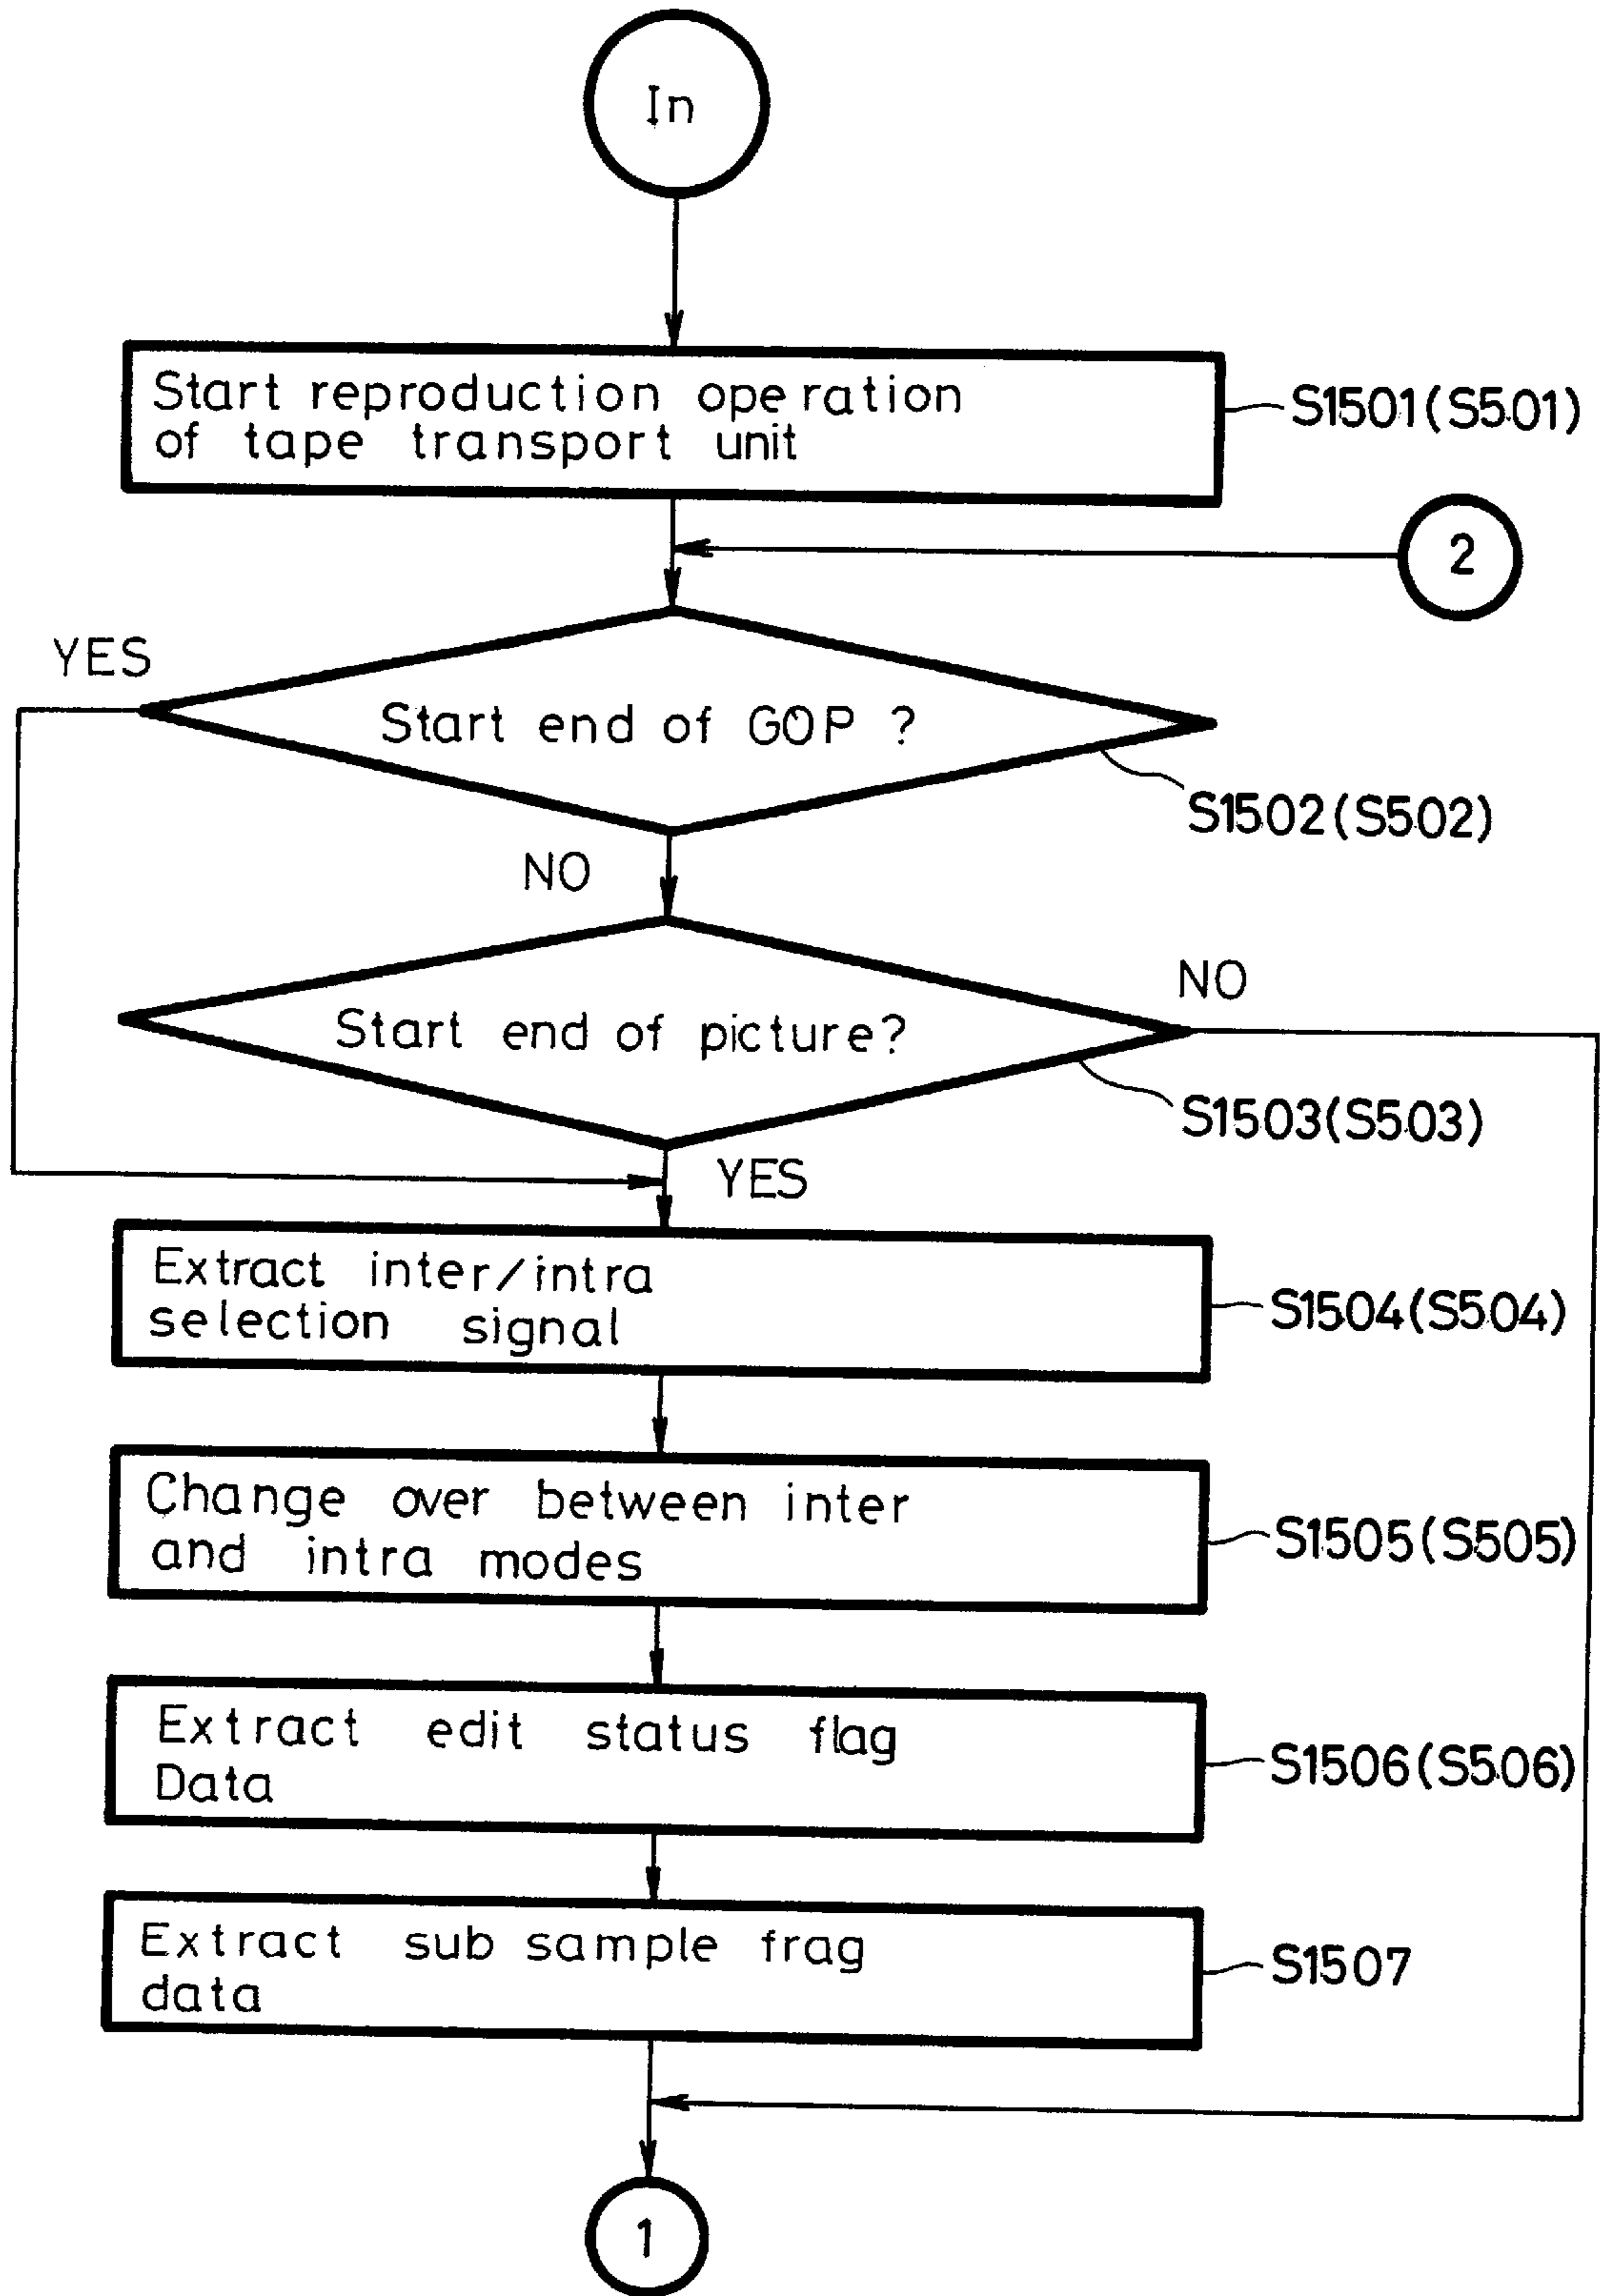 In
Start reproduction operation
of tape transport unit
S1501(S501)
2
YES
Start end of GOP ?
S1502(S502)
NO
Start end of picture?
NO
S1503(S503)
YES
Extract inter/intra
selection signal
S1504(S504)
Change over between inter
and intra modes
S1505(S505)
Extract edit status flag
Data
S1506(S506)
Extract sub sample frag
data
S1507
1